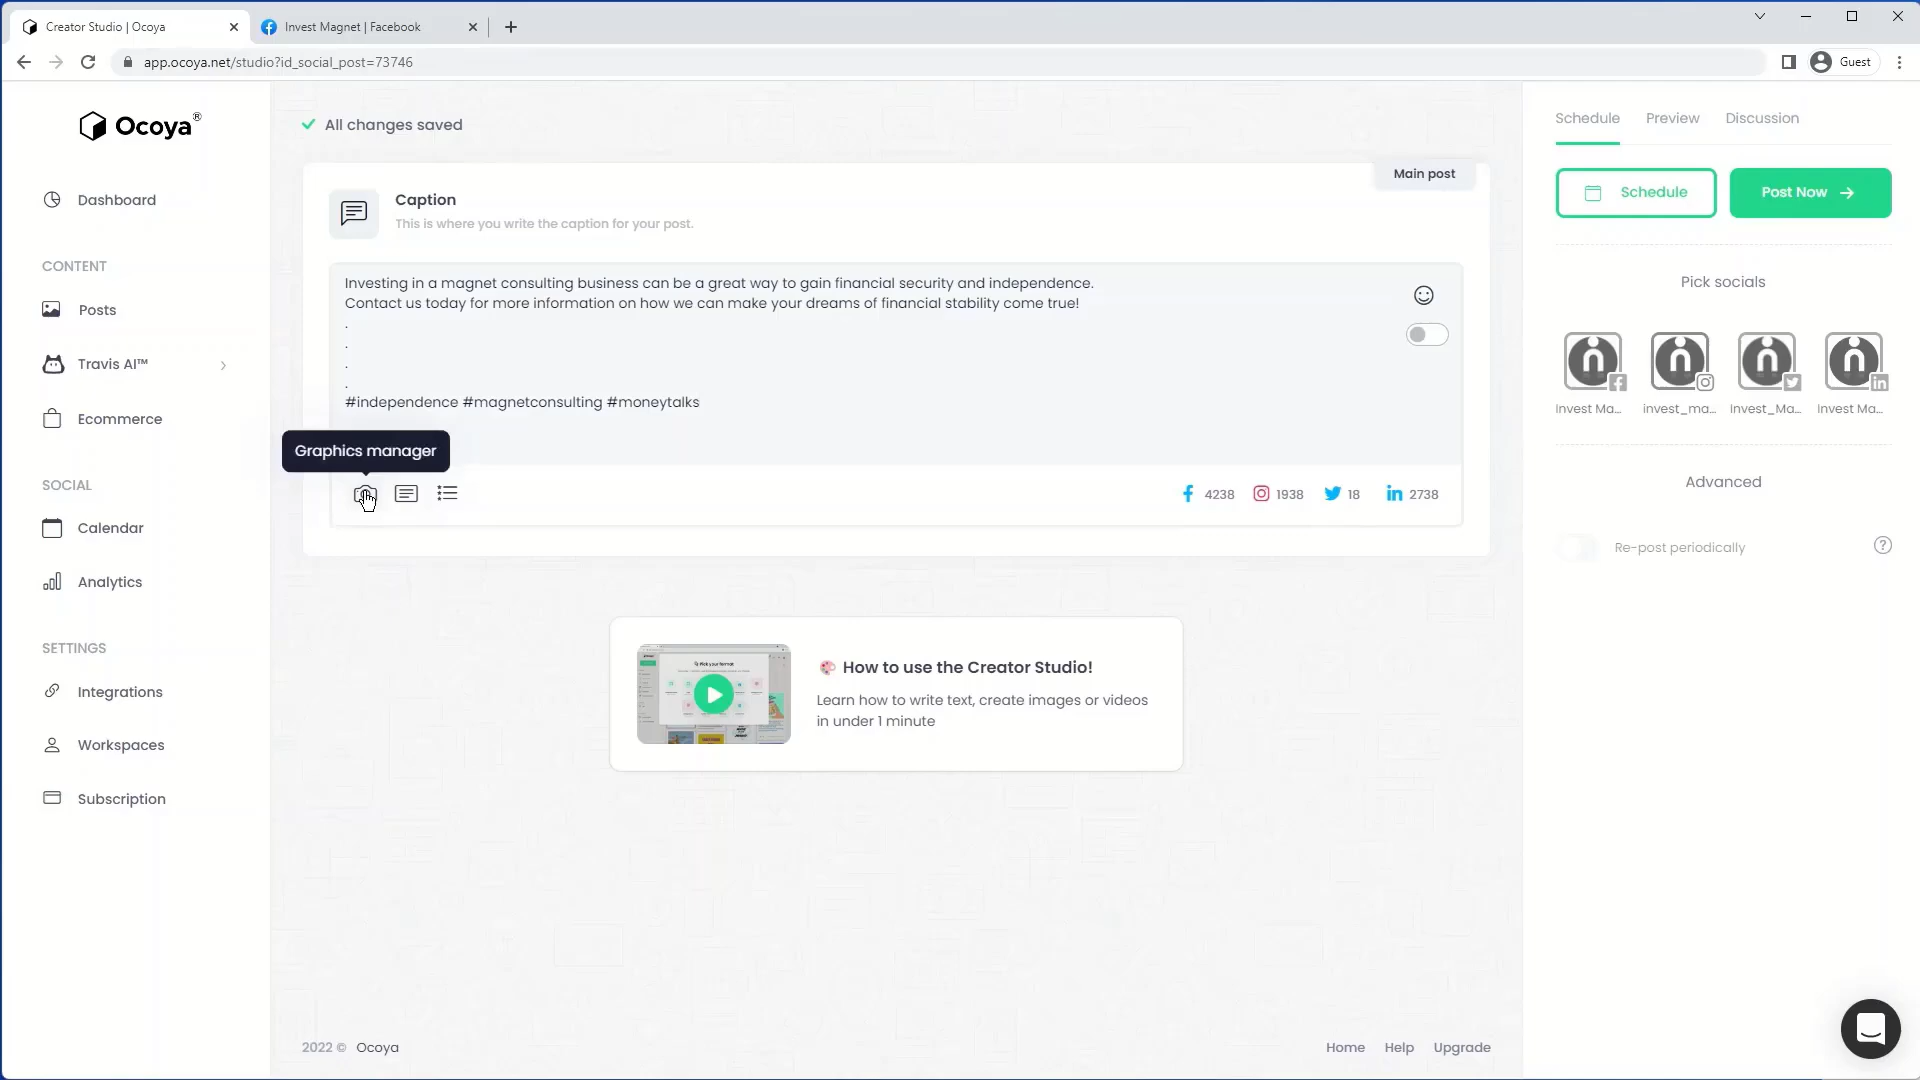 Creator Studio | Ocoya
Invest Magnet | Facebook
app.ocoya.net/studio?id_social_post=73746
Guest
Ocoya®
Dashboard
CONTENT
Posts
Travis AI™
Ecommerce
SOCIAL
Calendar
Analytics
SETTINGS
Integrations
Workspaces
Subscription
All changes saved
Main post
Caption
This is where you write the caption for your post.
Investing in a magnet consulting business can be a great way to gain financial security and independence.
Contact us today for more information on how we can make your dreams of financial stability come true!
.
.
.
.
#independence #magnetconsulting #moneytalks
Graphics manager
4238 1938 18 2738
How to use the Creator Studio!
Learn how to write text, create images or videos
in under 1 minute
2022 © Ocoya
Home Help Upgrade
Schedule Preview Discussion
Schedule
Post Now
Pick socials
Invest Ma... invest_ma... Invest_Ma... Invest Ma...
Advanced
Re-post periodically